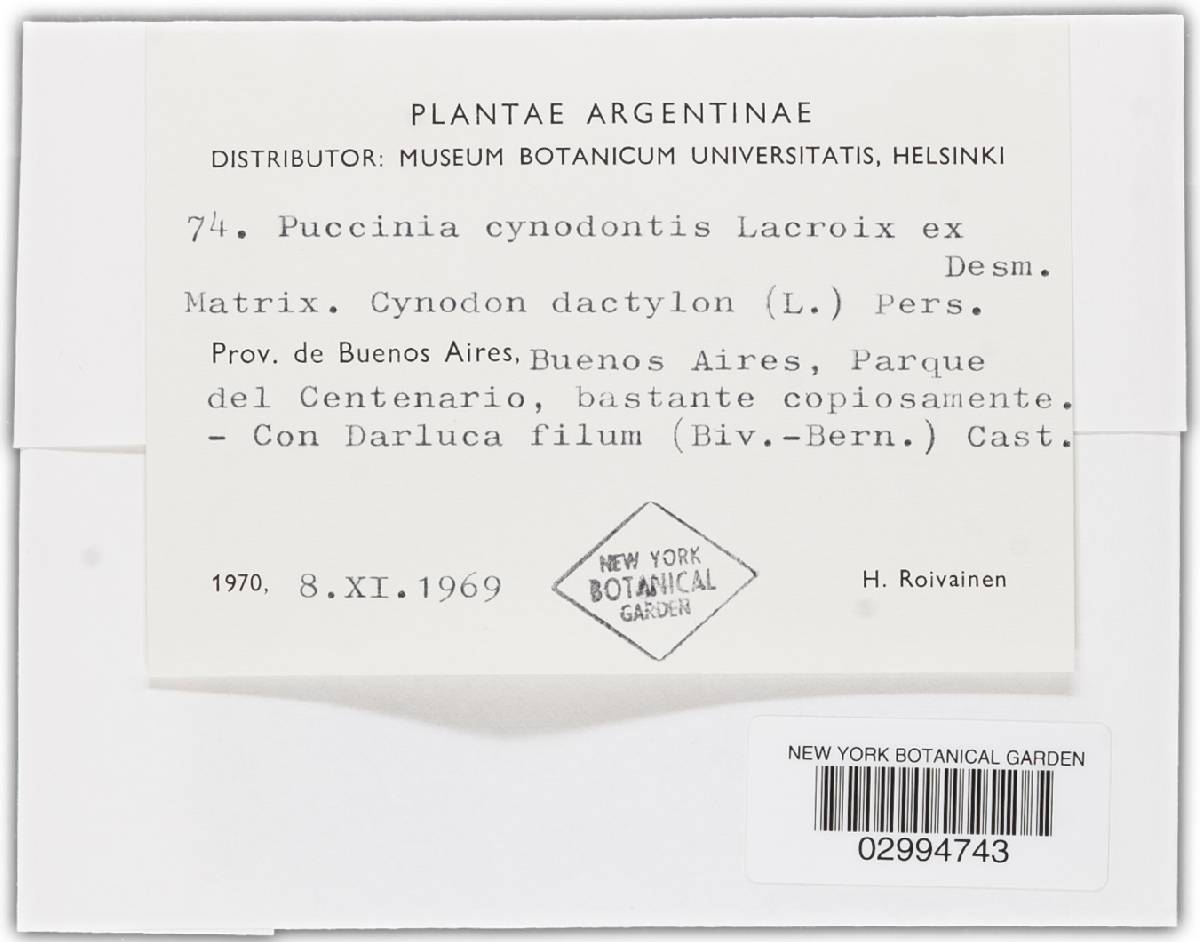 PLANTAE ARGENTINAE
DISTRIBUTOR: MUSEUM BOTANICUM UNIVERSITATIS, HELSINKI
74. Puccinia cynodontis Lacroix ex
Desm.
Matrix. Cynodon dactylon (L.) Pers.
Prov. de Buenos Aires, Buenos Aires, Parque
del Centenario, bastante copiosamente.
- Con Darluca filum (Biv.-Bern.) Cast.
1970, 8.XI.1969
NEW YORK
BOTANICAL
GARDEN
H. Roivainen
NEW YORK BOTANICAL GARDEN
02994743